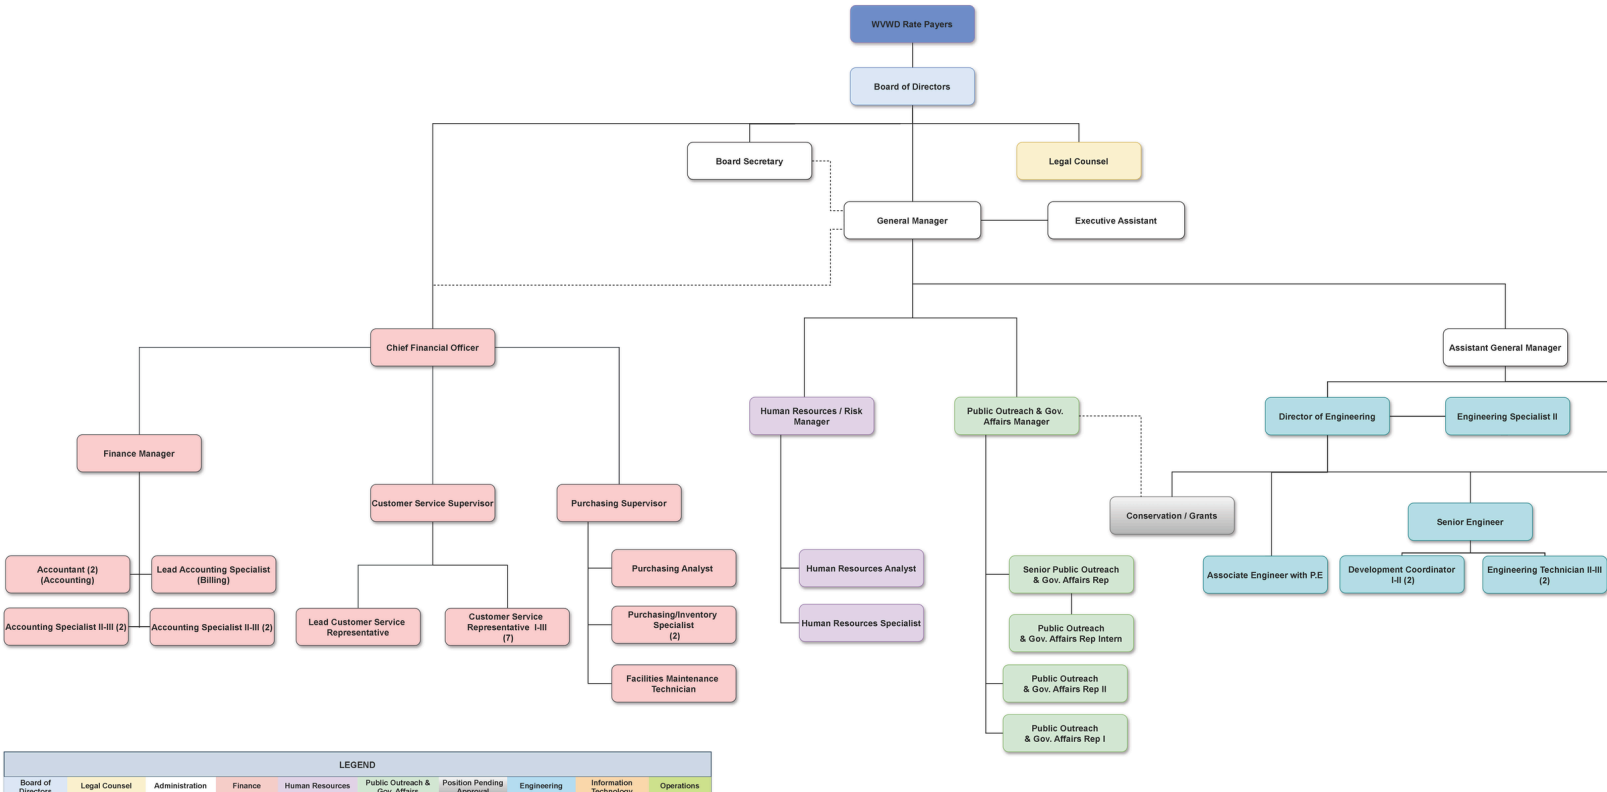 WVWD Rate Payers
Board of Directors
Board Secretary
Legal Counsel
General Manager
Executive Assistant
Chief Financial Officer
Assistant General Manager
Human Resources / Risk
Manager
Public Outreach & Gov.
Affairs Manager
Director of Engineering
Engineering Specialist II
Finance Manager
Customer Service Supervisor
Purchasing Supervisor
Conservation / Grants
Senior Engineer
Accountant (2)
(Accounting)
Lead Accounting Specialist
(Billing)
Purchasing Analyst
Human Resources Analyst
Senior Public Outreach
& Gov. Affairs Rep
Associate Engineer with P.E
Development Coordinator
I-II (2)
Engineering Technician II-III
(2)
Accounting Specialist II-III (2)
Accounting Specialist II-III (2)
Lead Customer Service
Representative
Customer Service
Representative I-III
(7)
Purchasing/Inventory
Specialist
(2)
Human Resources Specialist
Public Outreach
& Gov. Affairs Rep Intern
Facilities Maintenance
Technician
Public Outreach
& Gov. Affairs Rep II
Public Outreach
& Gov. Affairs Rep I
LEGEND
Board of
Directors
Legal Counsel
Administration
Finance
Human Resources
Public Outreach &
Gov. Affairs
Position Pending
Approval
Engineering
Information
Technology
Operations